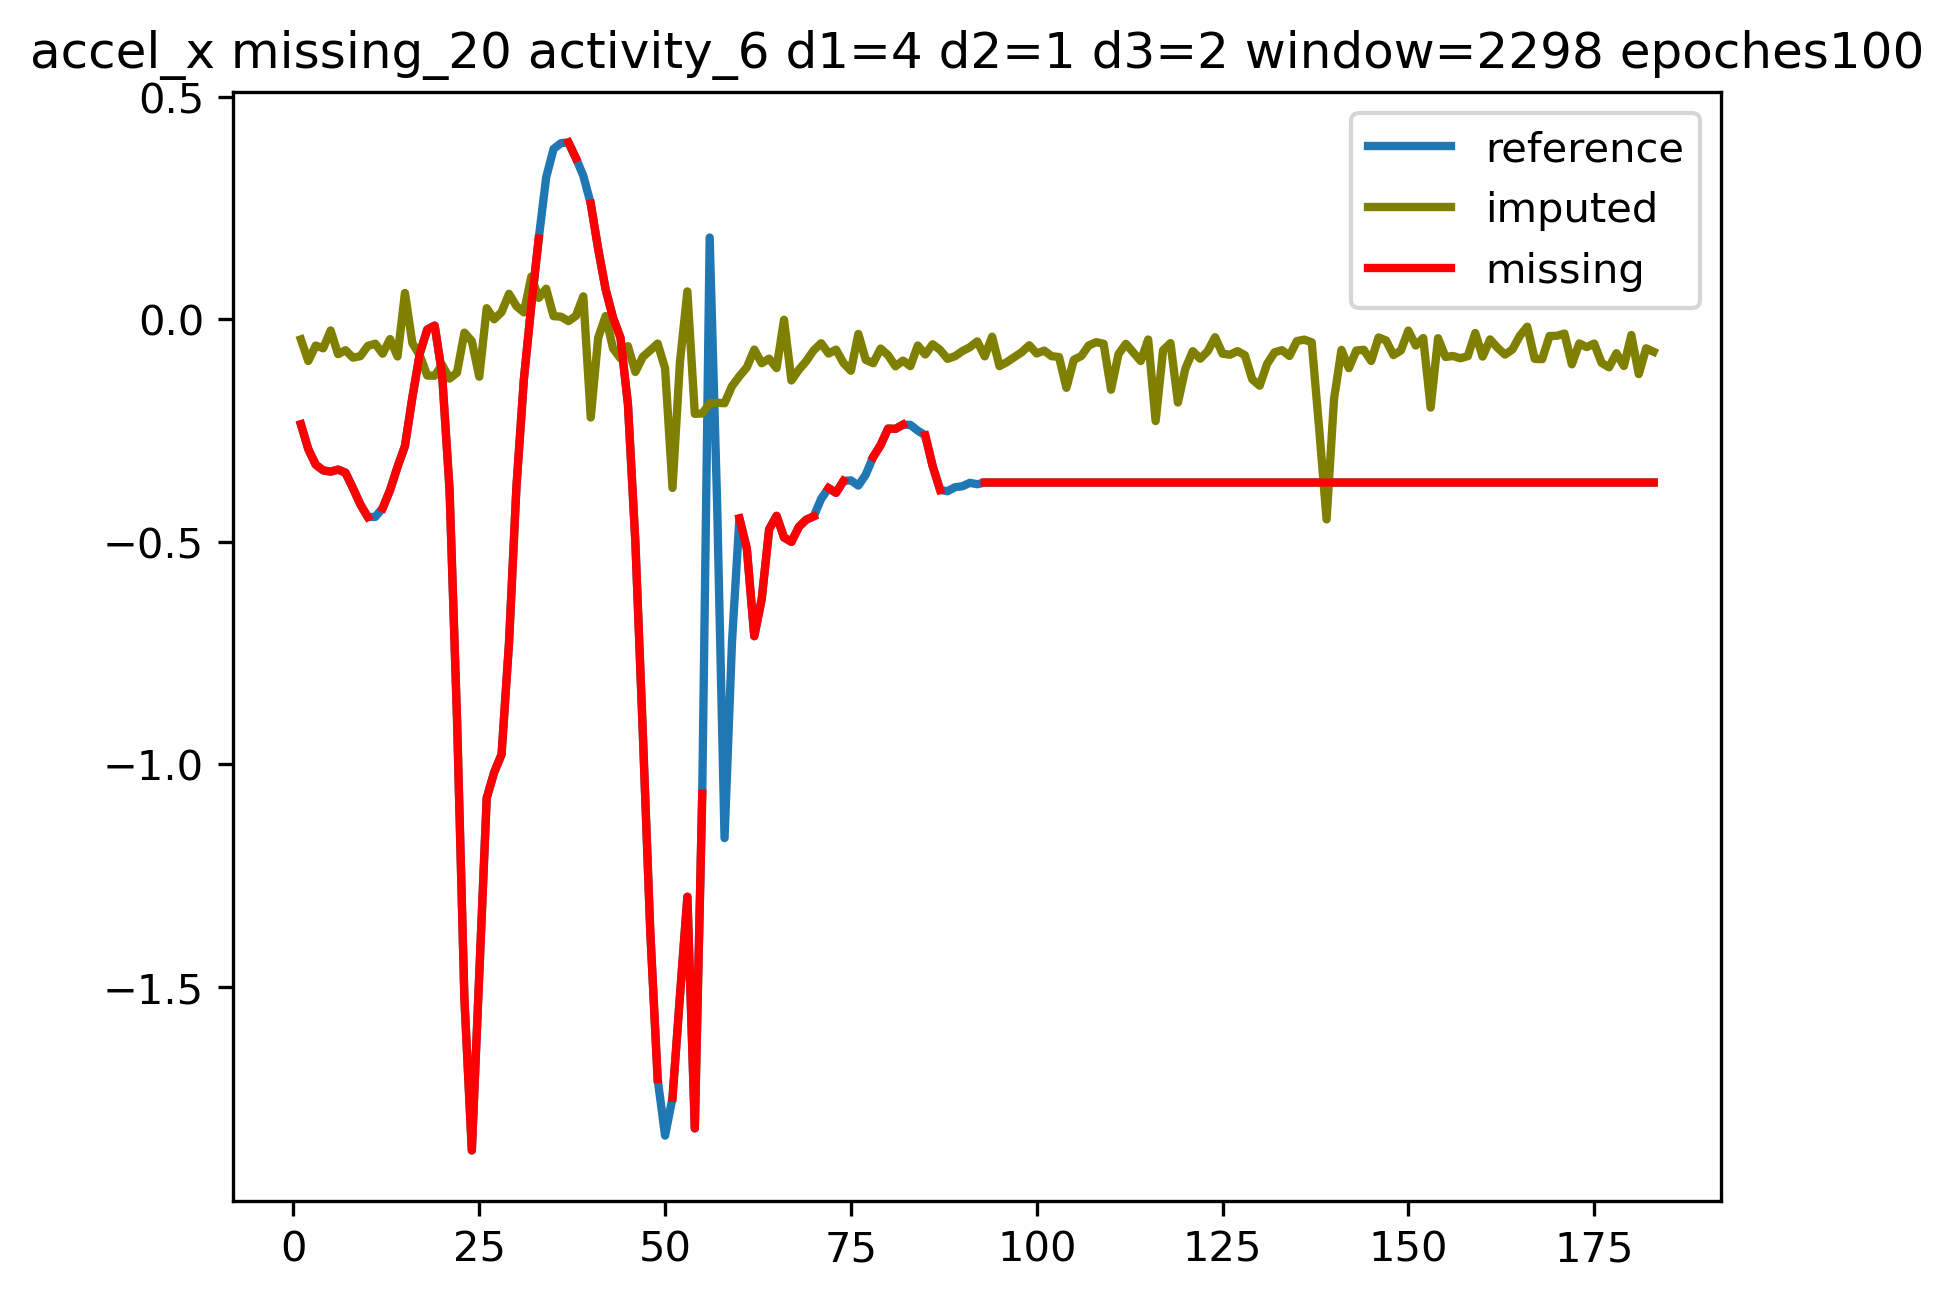 accel_x missing_20 activity_6 d1=4 d2=1 d3=2 window=2298 epoches100
reference
imputed
missing
0.5
0.0
−0.5
−1.0
−1.5
0 25 50 75 100 125 150 175